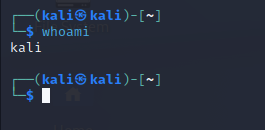 ┌──(kali㉿kali)-[~]
└─$ whoami
kali
┌──(kali㉿kali)-[~]
└─$